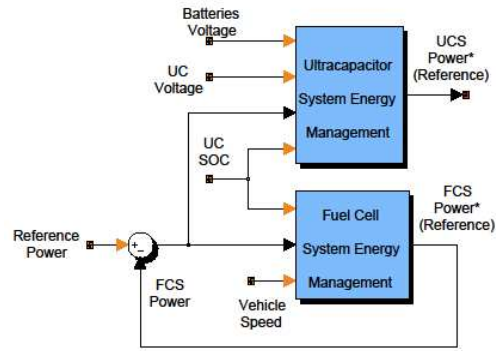 Batteries
Voltage
UC
Voltage
UC
SOC
Ultracapacitor
System Energy
Management
UCS
Power*
(Reference)
Reference
Power
+
−
FCS
Power
Fuel Cell
System Energy
Management
FCS
Power*
(Reference)
Vehicle
Speed